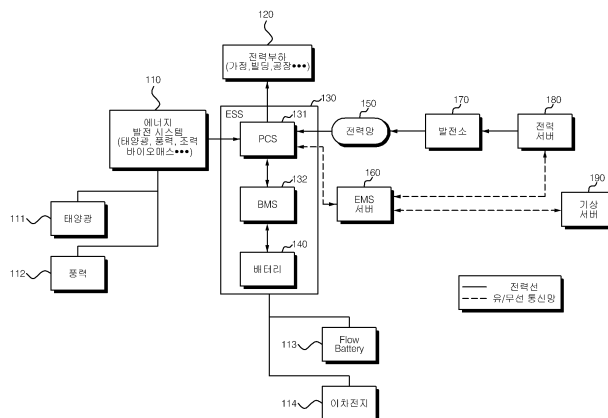 120
전력부하
(가정,빌딩,공장•••)
110
에너지
발전 시스템
(태양광, 풍력, 조력
바이오매스•••)
130
ESS
131
PCS
150
전력망
170
발전소
180
전력
서버
132
BMS
160
EMS
서버
190
기상
서버
111
태양광
112
풍력
140
배터리
전력선
유/무선 통신망
113
Flow
Battery
114
이차전지